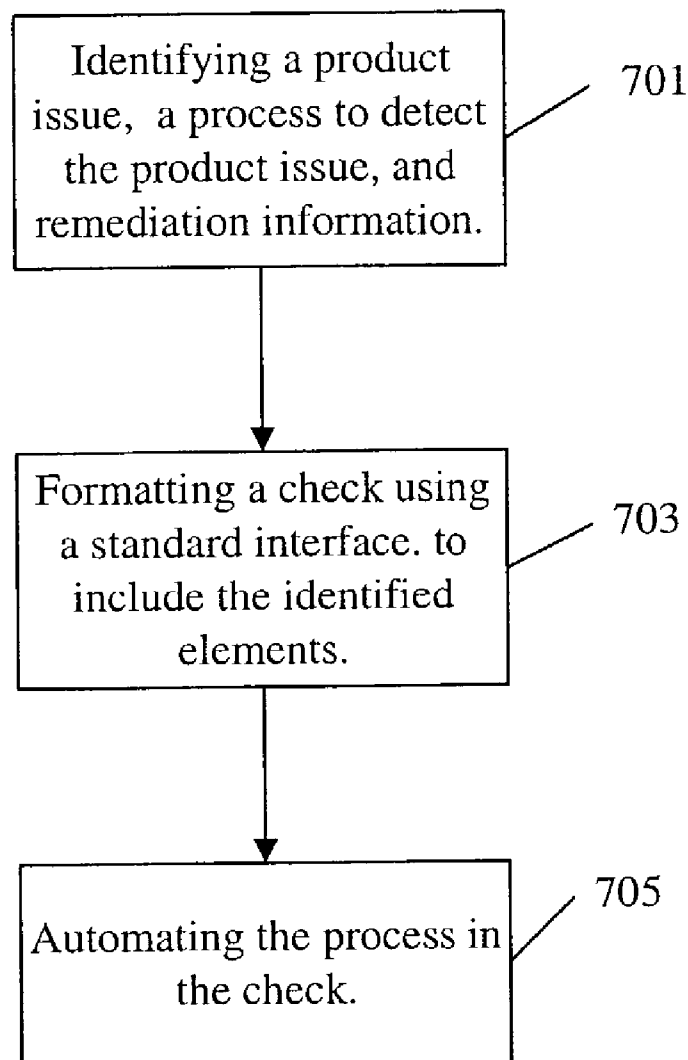 Identifying a product
issue, a process to detect
the product issue, and
remediation information.
701
Formatting a check using
a standard interface. to
include the identified
elements.
703
Automating the process in
the check.
705